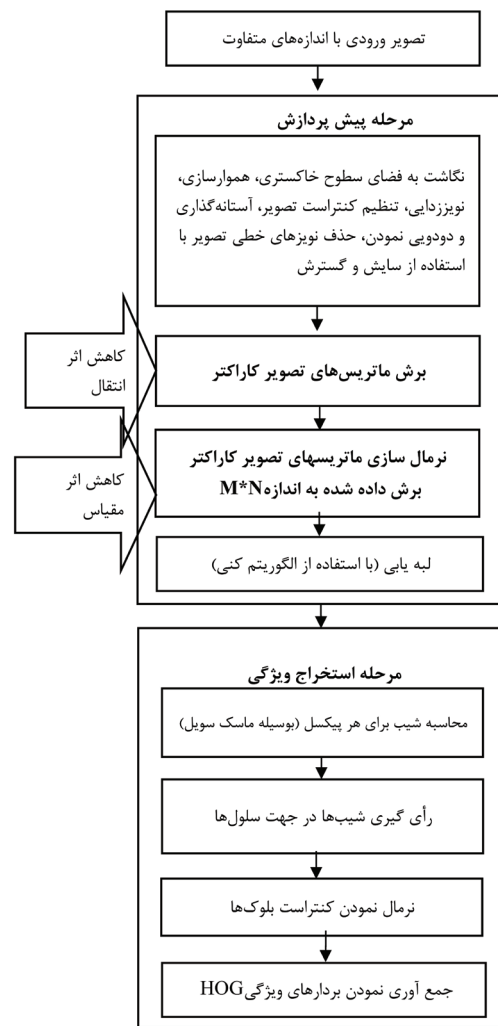 تصویر ورودی با اندازه‌های متفاوت
مرحله پیش پردازش
نگاشت به فضای سطوح خاکستری، هموارسازی،
نویززدایی، تنظیم کنتراست تصویر، آستانه‌گذاری
و دودویی نمودن، حذف نویزهای خطی تصویر با
استفاده از سایش و گسترش
کاهش اثر
انتقال
برش ماتریس‌های تصویر کاراکتر
کاهش اثر
مقیاس
نرمال سازی ماتریسهای تصویر کاراکتر
برش داده شده به اندازه M*N
لبه یابی (با استفاده از الگوریتم کنی)
مرحله استخراج ویژگی
محاسبه شیب برای هر پیکسل (بوسیله ماسک سوبل)
رأی گیری شیب‌ها در جهت سلول‌ها
نرمال نمودن کنتراست بلوک‌ها
جمع آوری نمودن بردارهای ویژگی HOG